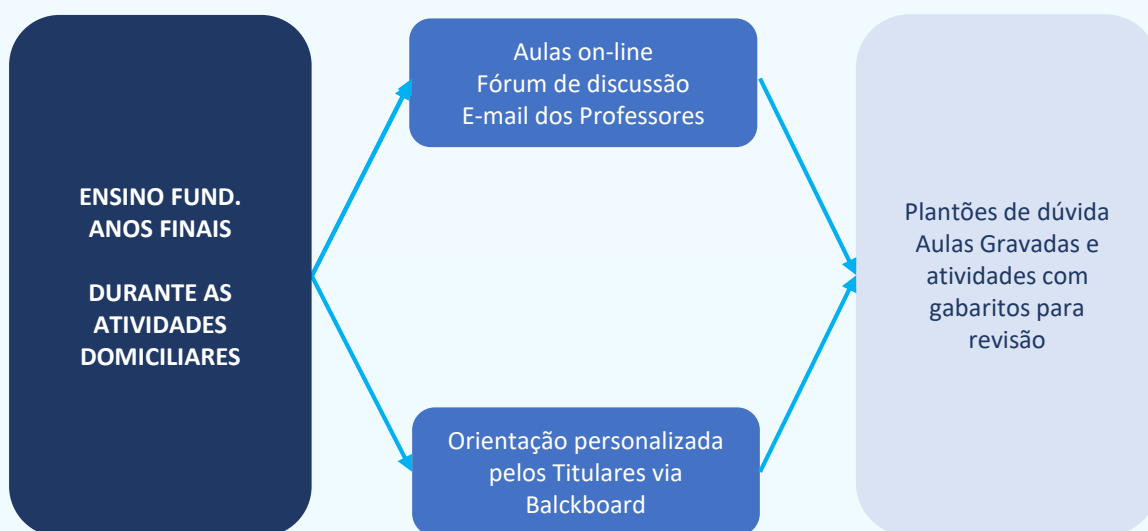 ENSINO FUND.
ANOS FINAIS
DURANTE AS
ATIVIDADES
DOMICILIARES
Aulas on-line
Fórum de discussão
E-mail dos Professores
Orientação personalizada
pelos Titulares via
Balckboard
Plantões de dúvida
Aulas Gravadas e
atividades com
gabaritos para
revisão